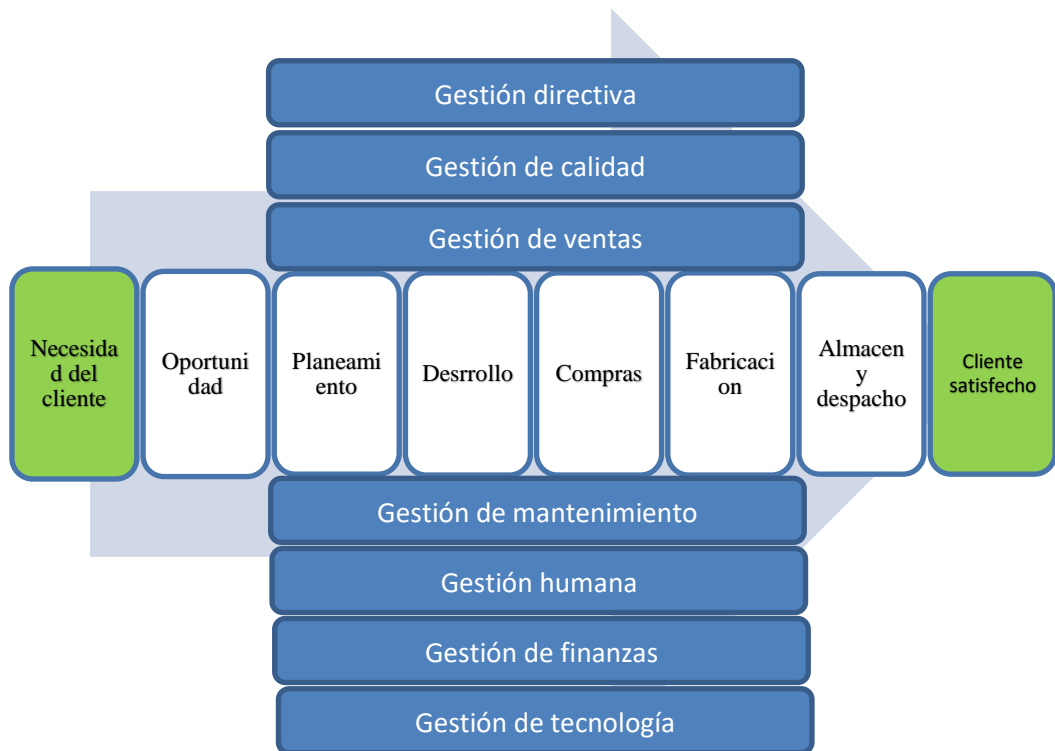 Gestión directiva
Gestión de calidad
Gestión de ventas
Necesida
d del
cliente
Oportuni
dad
Planeami
ento
Desrrollo
Compras
Fabricaci
on
Almacen
y
despacho
Cliente
satisfecho
Gestión de mantenimiento
Gestión humana
Gestión de finanzas
Gestión de tecnología